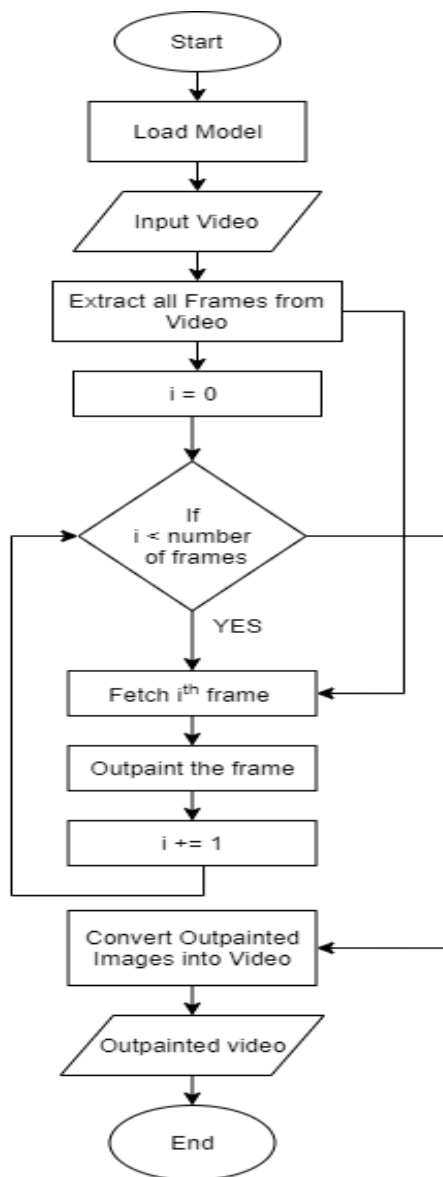 Start
Load Model
Input Video
Extract all Frames from
Video
i = 0
If
i < number
of frames
YES
Fetch iᵗʰ frame
Outpaint the frame
i += 1
Convert Outpainted
Images into Video
Outpainted video
End